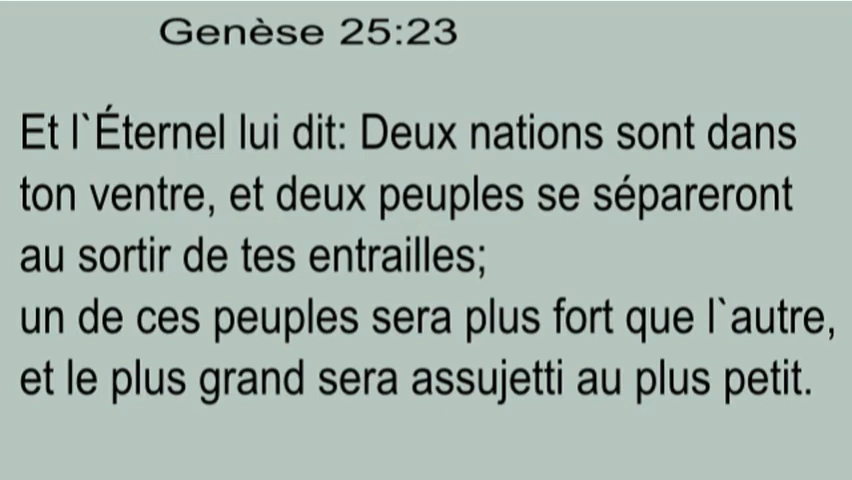 Genèse 25:23
Et l`Éternel lui dit: Deux nations sont dans
ton ventre, et deux peuples se sépareront
au sortir de tes entrailles;
un de ces peuples sera plus fort que l`autre,
et le plus grand sera assujetti au plus petit.